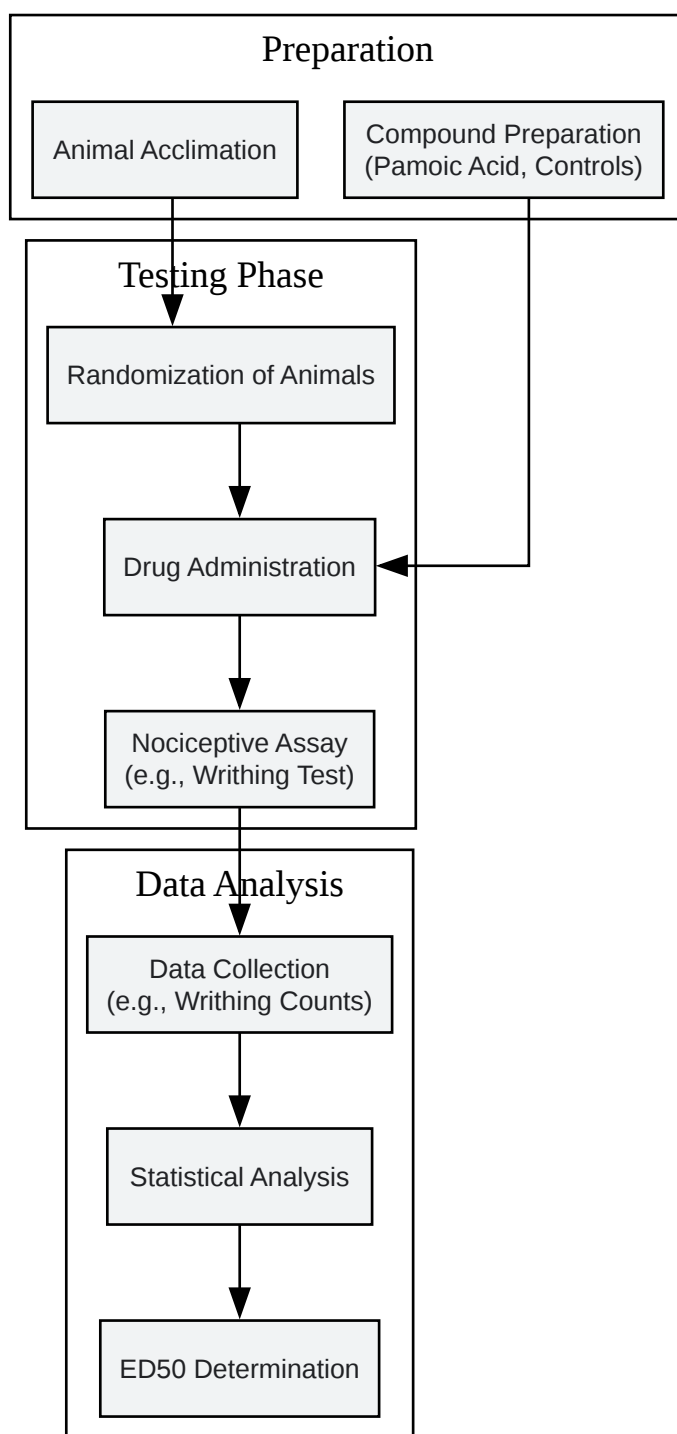 Preparation
Animal Acclimation
Compound Preparation
(Pamoic Acid, Controls)
Testing Phase
Randomization of Animals
Drug Administration
Nociceptive Assay
(e.g., Writhing Test)
Data Analysis
Data Collection
(e.g., Writhing Counts)
Statistical Analysis
ED50 Determination